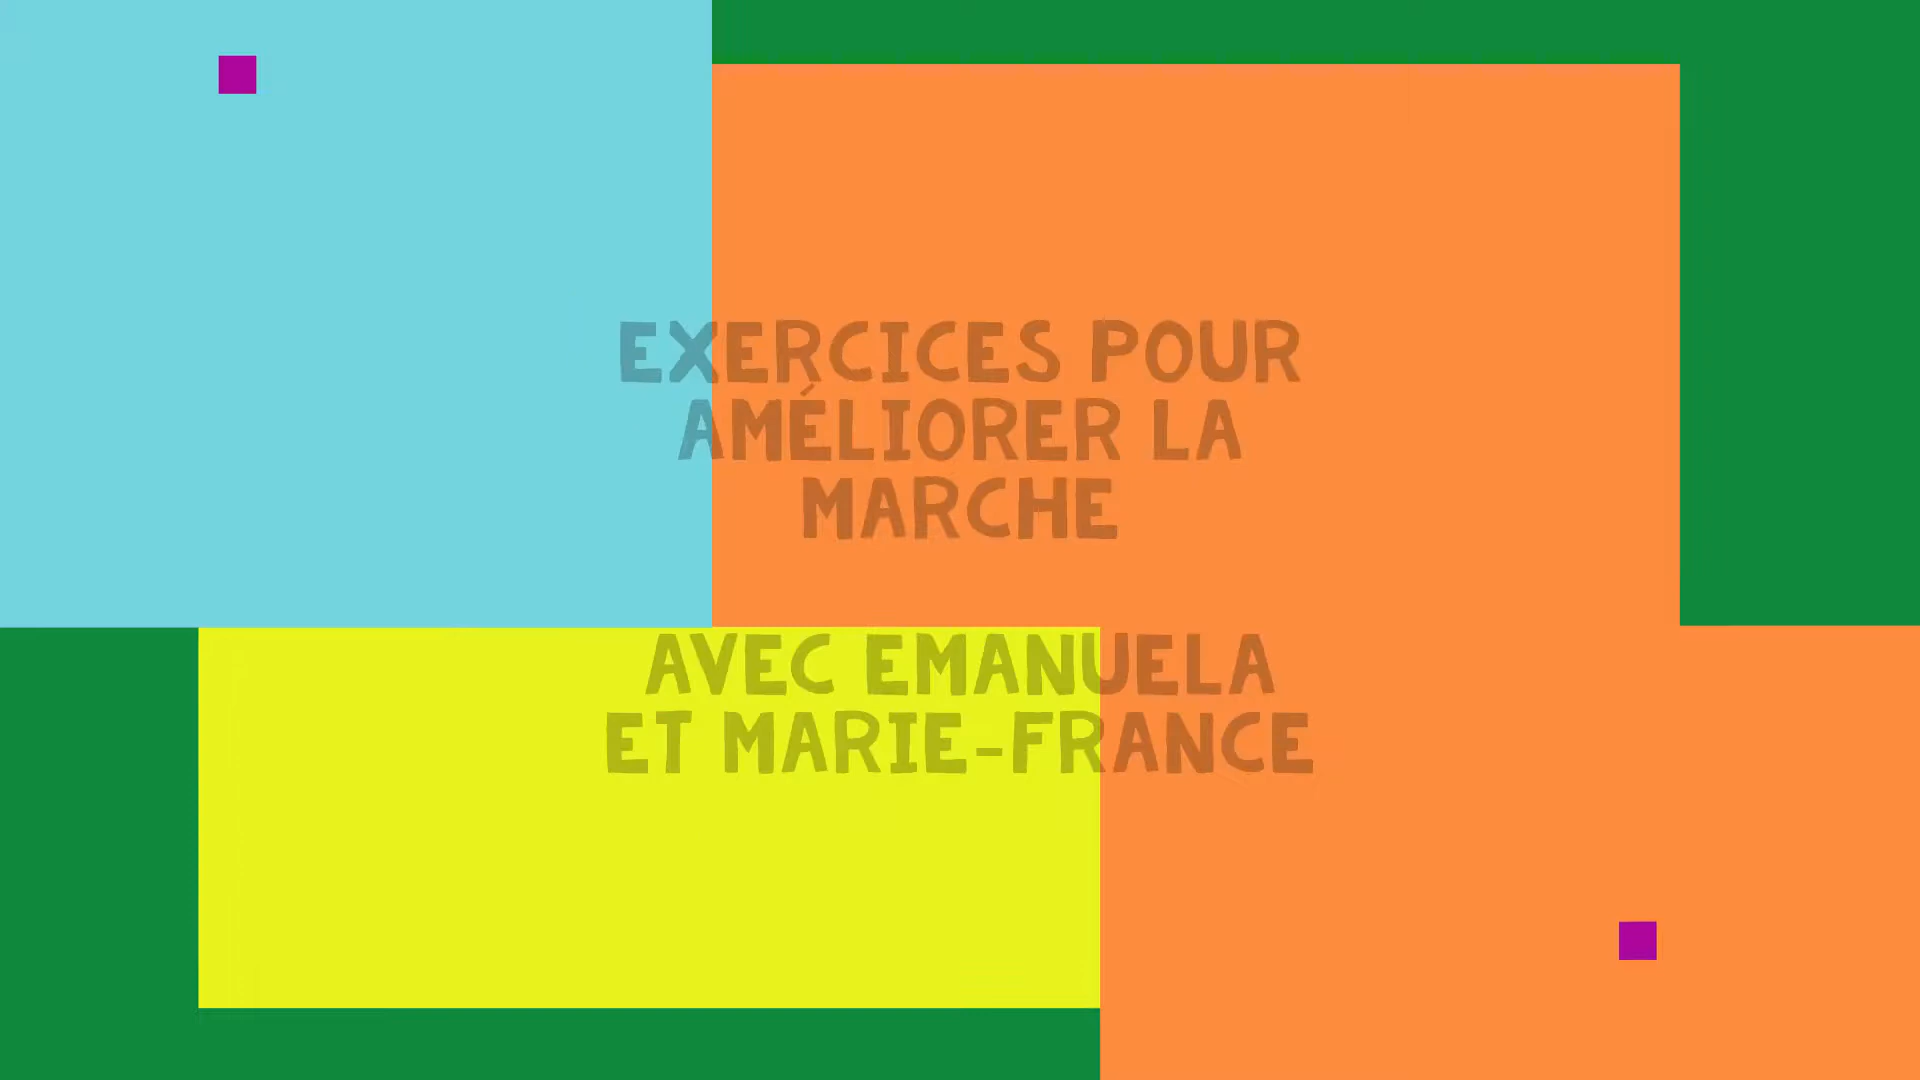 EXERCICES POUR
AMÉLIORER LA
MARCHE
AVEC EMANUELA
ET MARIE-FRANCE